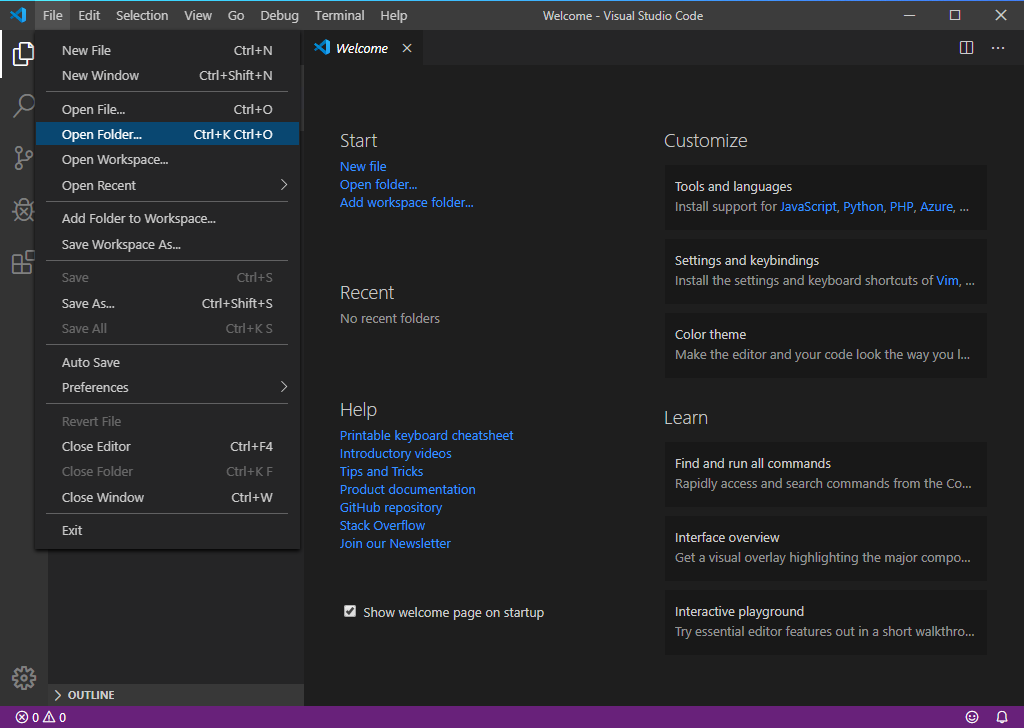 File Edit Selection View Go Debug Terminal Help Welcome - Visual Studio Code
New File Ctrl+N
New Window Ctrl+Shift+N
Open File... Ctrl+O
Open Folder... Ctrl+K Ctrl+O
Open Workspace...
Open Recent
Add Folder to Workspace...
Save Workspace As...
Save Ctrl+S
Save As... Ctrl+Shift+S
Save All Ctrl+K S
Auto Save
Preferences
Revert File
Close Editor Ctrl+F4
Close Folder Ctrl+K F
Close Window Ctrl+W
Exit
OUTLINE
Welcome
Start
New file
Open folder...
Add workspace folder...
Recent
No recent folders
Help
Printable keyboard cheatsheet
Introductory videos
Tips and Tricks
Product documentation
GitHub repository
Stack Overflow
Join our Newsletter
Show welcome page on startup
Customize
Tools and languages
Install support for JavaScript, Python, PHP, Azure, ...
Settings and keybindings
Install the settings and keyboard shortcuts of Vim, ...
Color theme
Make the editor and your code look the way you l...
Learn
Find and run all commands
Rapidly access and search commands from the Co...
Interface overview
Get a visual overlay highlighting the major compo...
Interactive playground
Try essential editor features out in a short walkthro...
0 0